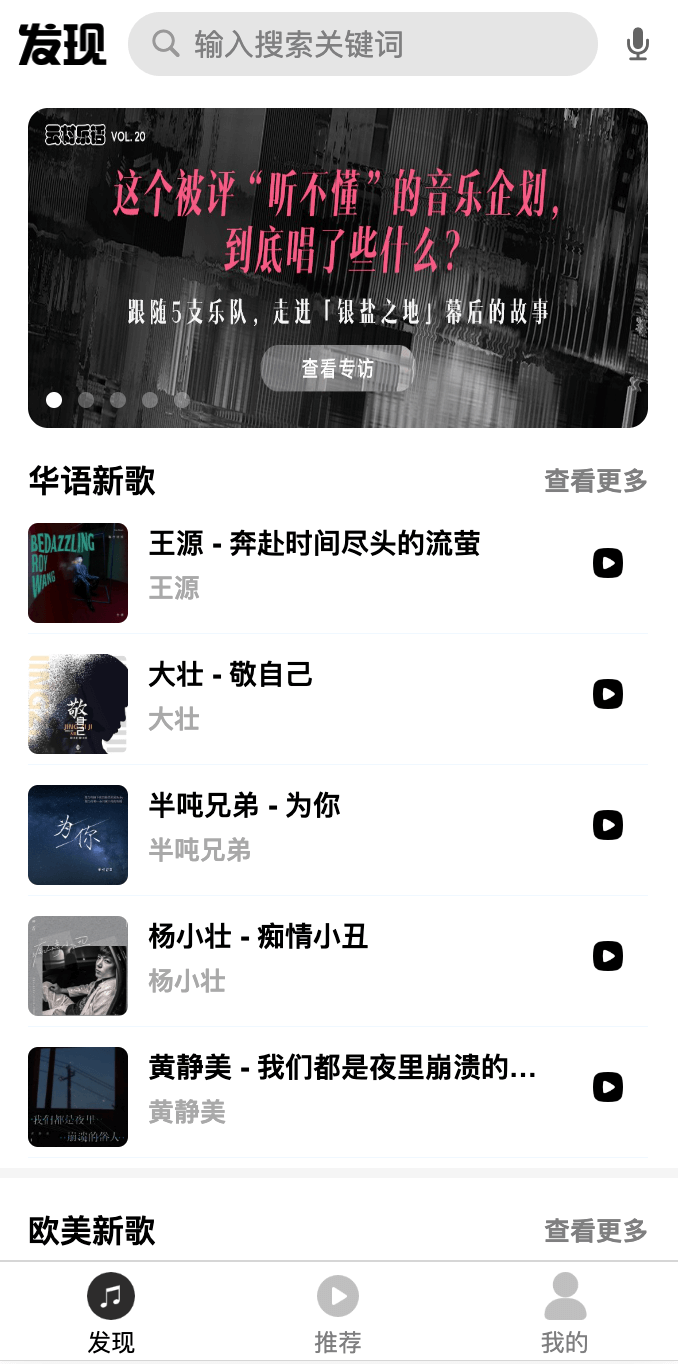 发现
输入搜索关键词
云村乐话 VOL.20
这个被评“听不懂”的音乐企划,
到底唱了些什么?
跟随5支乐队,走进「银盐之地」幕后的故事
查看专访
华语新歌
查看更多
BEDAZZLING
ROY
WANG
王源 - 奔赴时间尽头的流萤
王源
敬自己
大壮 - 敬自己
大壮
为你
半吨兄弟 - 为你
半吨兄弟
杨小壮 - 痴情小丑
杨小壮
我们都是夜里
崩溃的俗人
黄静美 - 我们都是夜里崩溃的...
黄静美
欧美新歌
查看更多
发现
推荐
我的